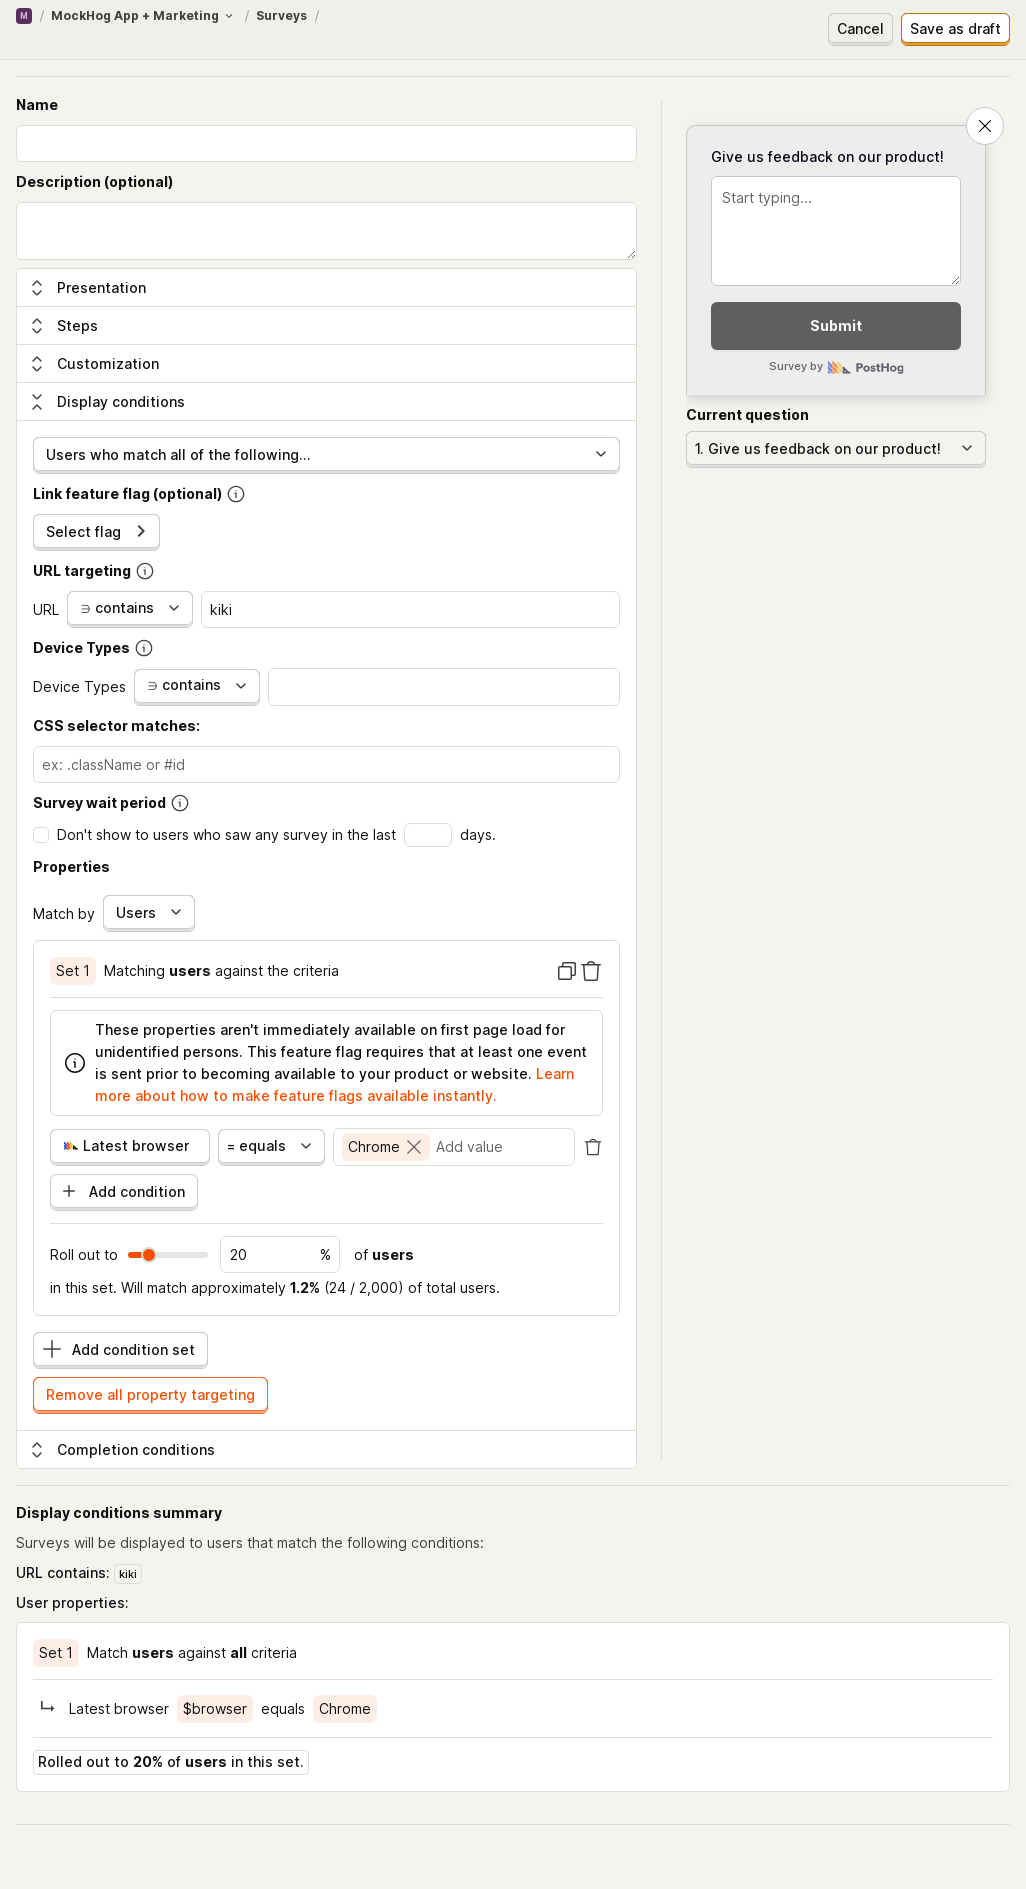 M / MockHog App + Marketing / Surveys /
Cancel
Save as draft
Name
Description (optional)
Presentation
Steps
Customization
Display conditions
Users who match all of the following...
Link feature flag (optional)
Select flag
URL targeting
URL ∋ contains kiki
Device Types
Device Types ∋ contains
CSS selector matches:
ex: .className or #id
Survey wait period
Don't show to users who saw any survey in the last days.
Properties
Match by Users
Set 1 Matching users against the criteria
These properties aren't immediately available on first page load for
unidentified persons. This feature flag requires that at least one event
is sent prior to becoming available to your product or website. Learn
more about how to make feature flags available instantly.
Latest browser = equals Chrome Add value
Add condition
Roll out to 20 % of users
in this set. Will match approximately 1.2% (24 / 2,000) of total users.
Add condition set
Remove all property targeting
Completion conditions
Give us feedback on our product!
Start typing...
Submit
Survey by PostHog
Current question
1. Give us feedback on our product!
Display conditions summary
Surveys will be displayed to users that match the following conditions:
URL contains: kiki
User properties:
Set 1 Match users against all criteria
Latest browser $browser equals Chrome
Rolled out to 20% of users in this set.